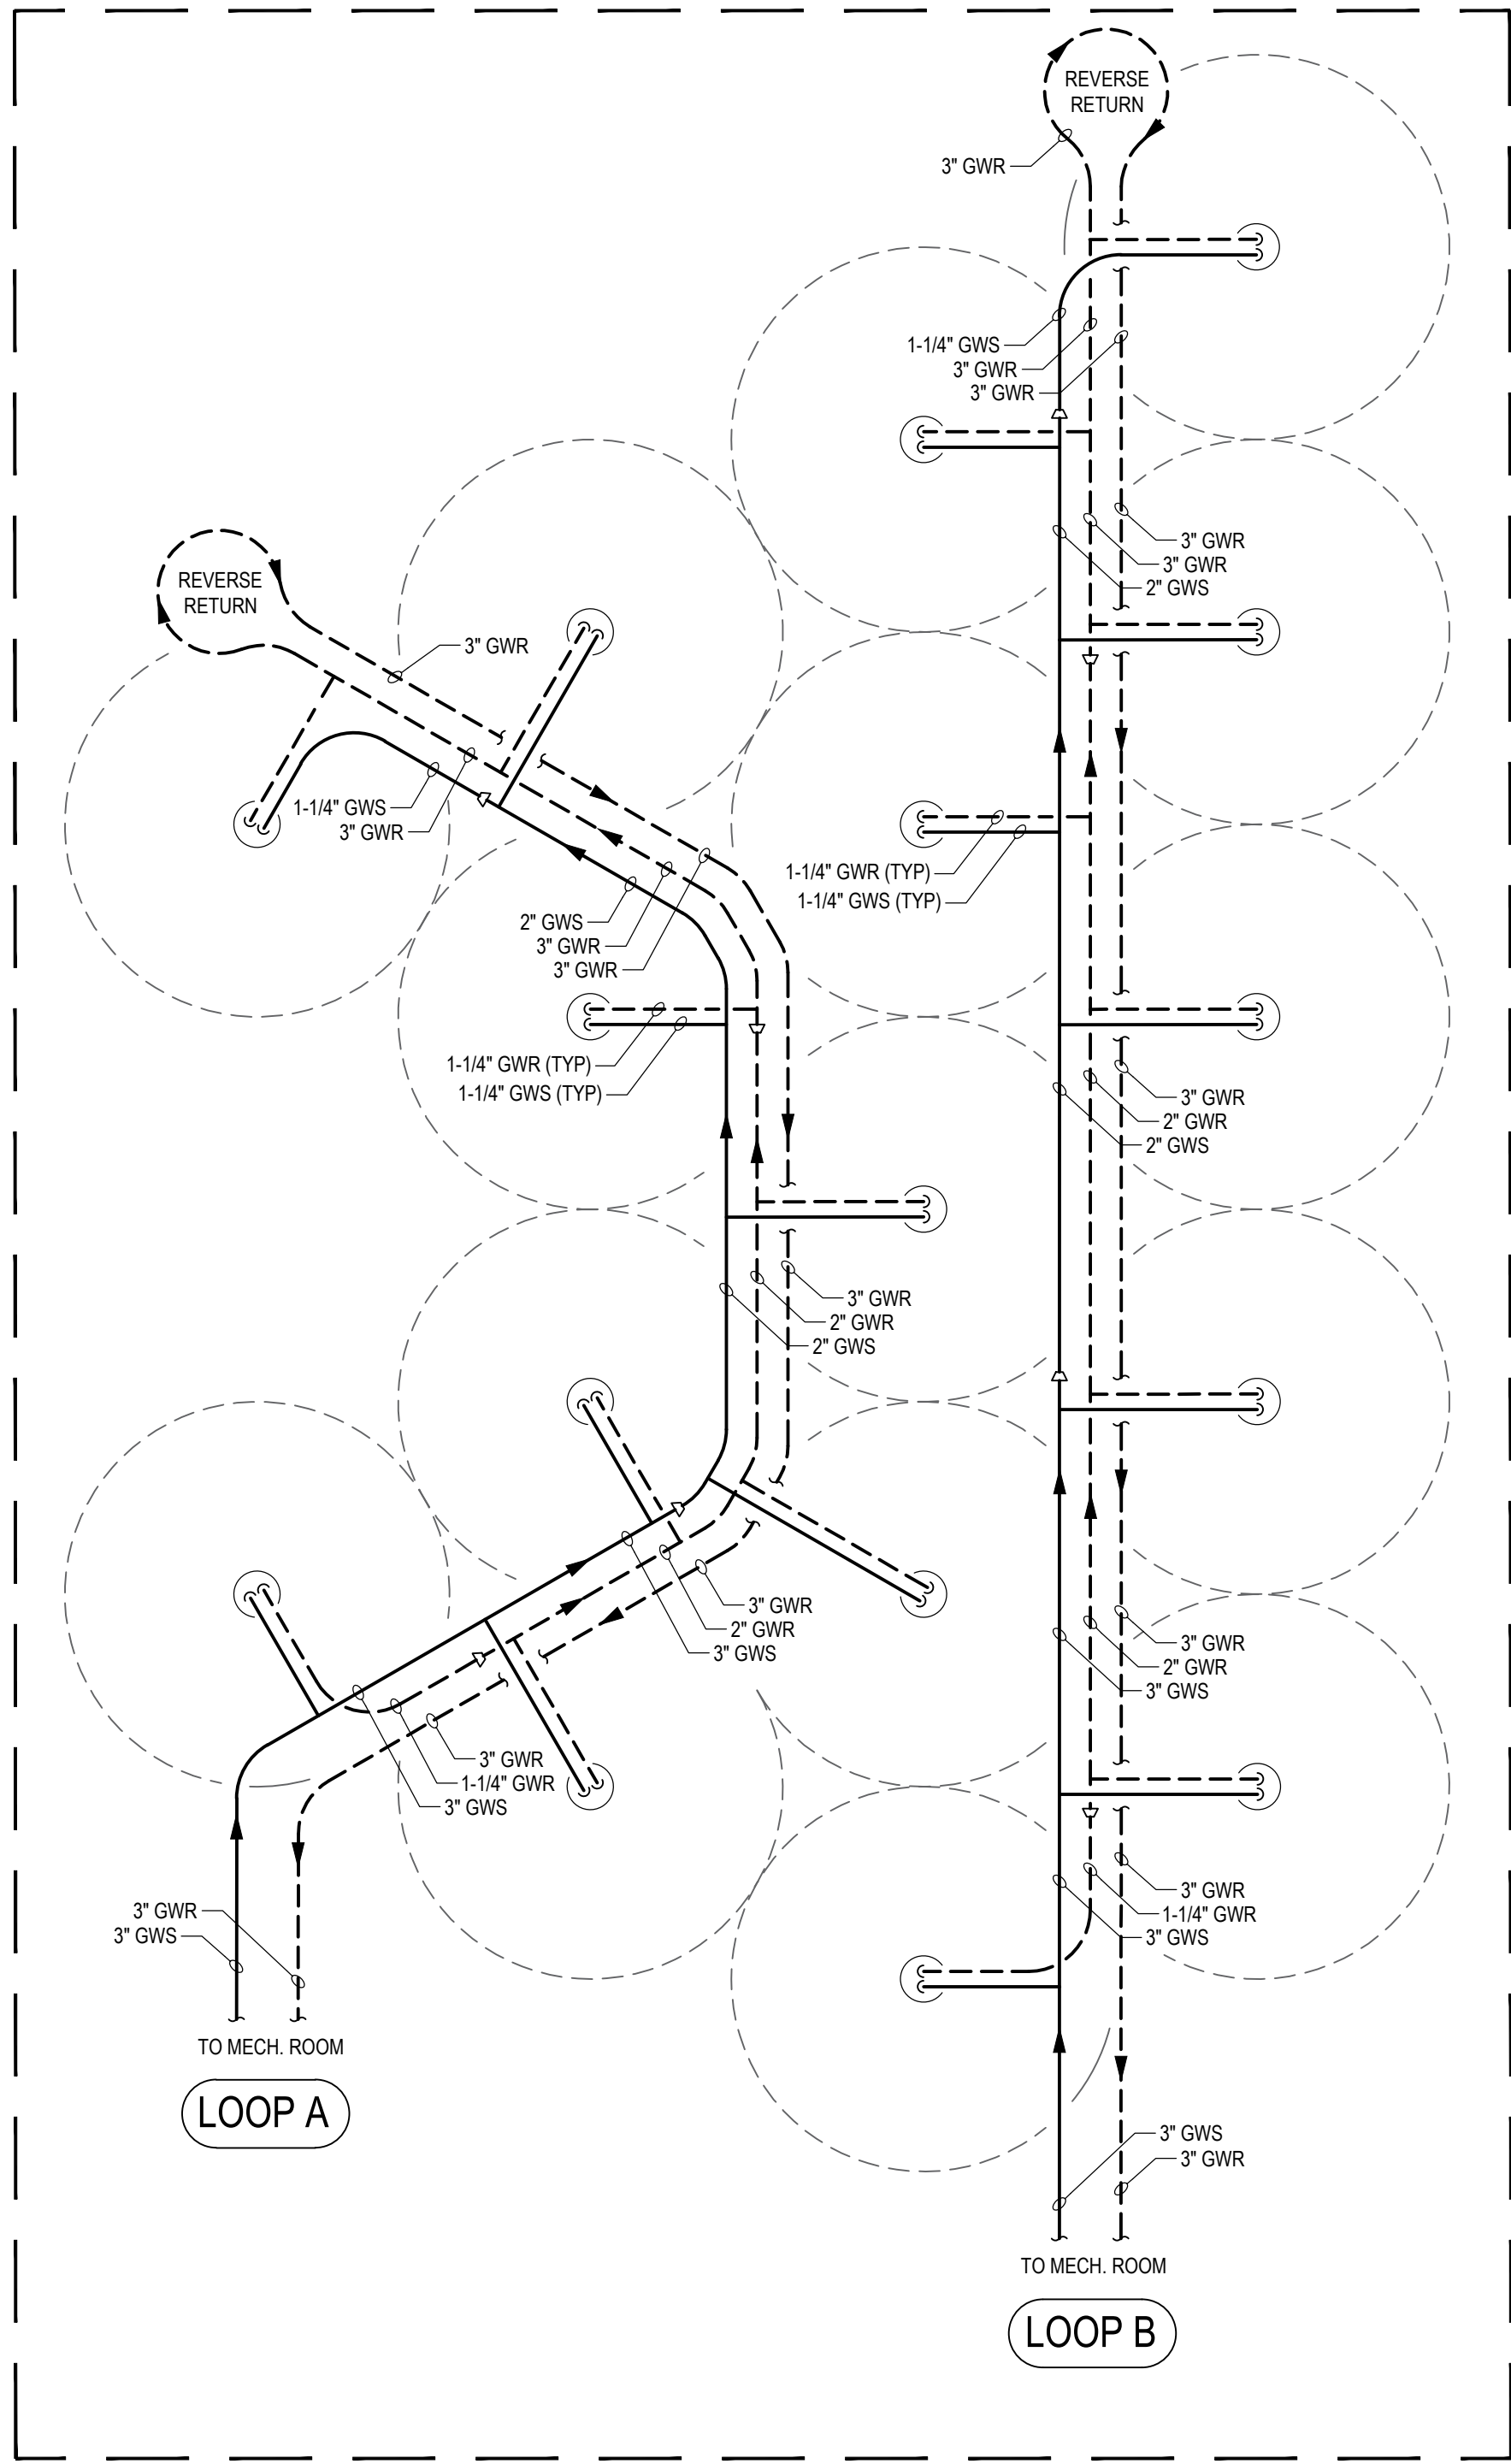 REVERSE
RETURN
3" GWR
1-1/4" GWS
3" GWR
3" GWR
3" GWR
3" GWR
2" GWS
REVERSE
RETURN
3" GWR
1-1/4" GWS
3" GWR
1-1/4" GWR (TYP)
1-1/4" GWS (TYP)
2" GWS
3" GWR
3" GWR
1-1/4" GWR (TYP)
1-1/4" GWS (TYP)
3" GWR
2" GWR
2" GWS
3" GWR
2" GWR
2" GWS
3" GWR
2" GWR
3" GWS
3" GWR
2" GWR
3" GWS
3" GWR
1-1/4" GWR
3" GWS
3" GWR
1-1/4" GWR
3" GWS
3" GWR
3" GWS
TO MECH. ROOM
LOOP A
3" GWS
3" GWR
TO MECH. ROOM
LOOP B